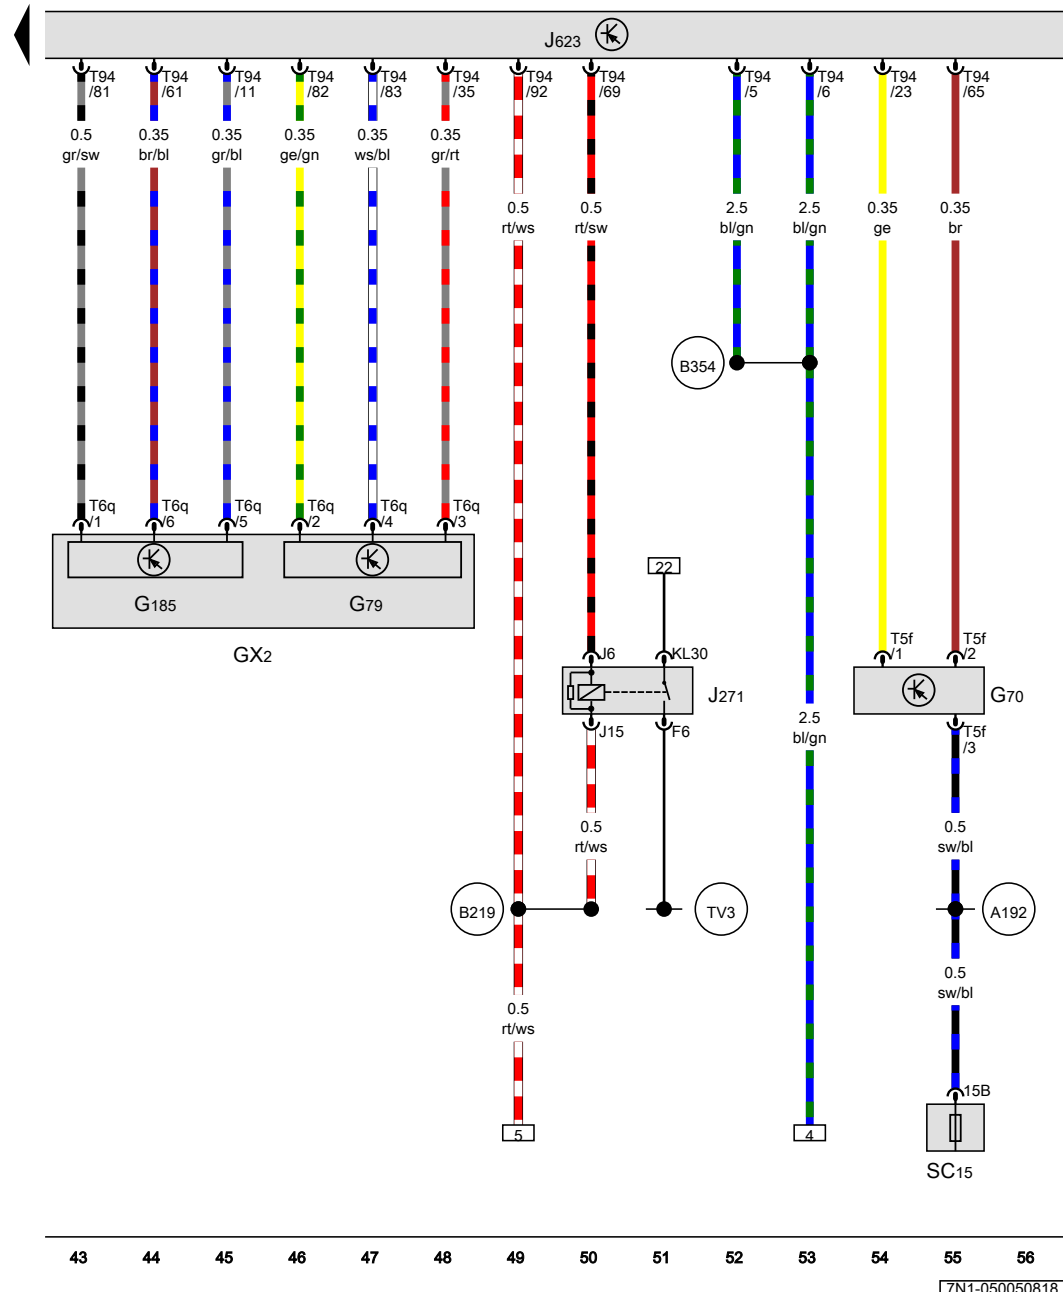 J623
T94 T94 T94 T94 T94 T94 T94 T94 T94 T94 T94 T94
/81 /61 /11 /82 /83 /35 /92 /69 /5 /6 /23 /65
0.5 0.35 0.35 0.35 0.35 0.35
gr/sw br/bl gr/bl ge/gn ws/bl gr/rt
0.5 0.5 2.5 2.5 0.35 0.35
rt/ws rt/sw bl/gn bl/gn ge br
B354
T6q T6q T6q T6q T6q T6q
/1 /6 /5 /2 /4 /3
G185 G79
GX2
22
J6 KL30
T5f T5f
/1 /2
J271
G70
J15 F6
T5f
/3
2.5
bl/gn
0.5 0.5
rt/ws sw/bl
B219 TV3 A192
0.5
sw/bl
0.5
rt/ws
15B
5 4
SC15
43 44 45 46 47 48 49 50 51 52 53 54 55 56
7N1-050050818